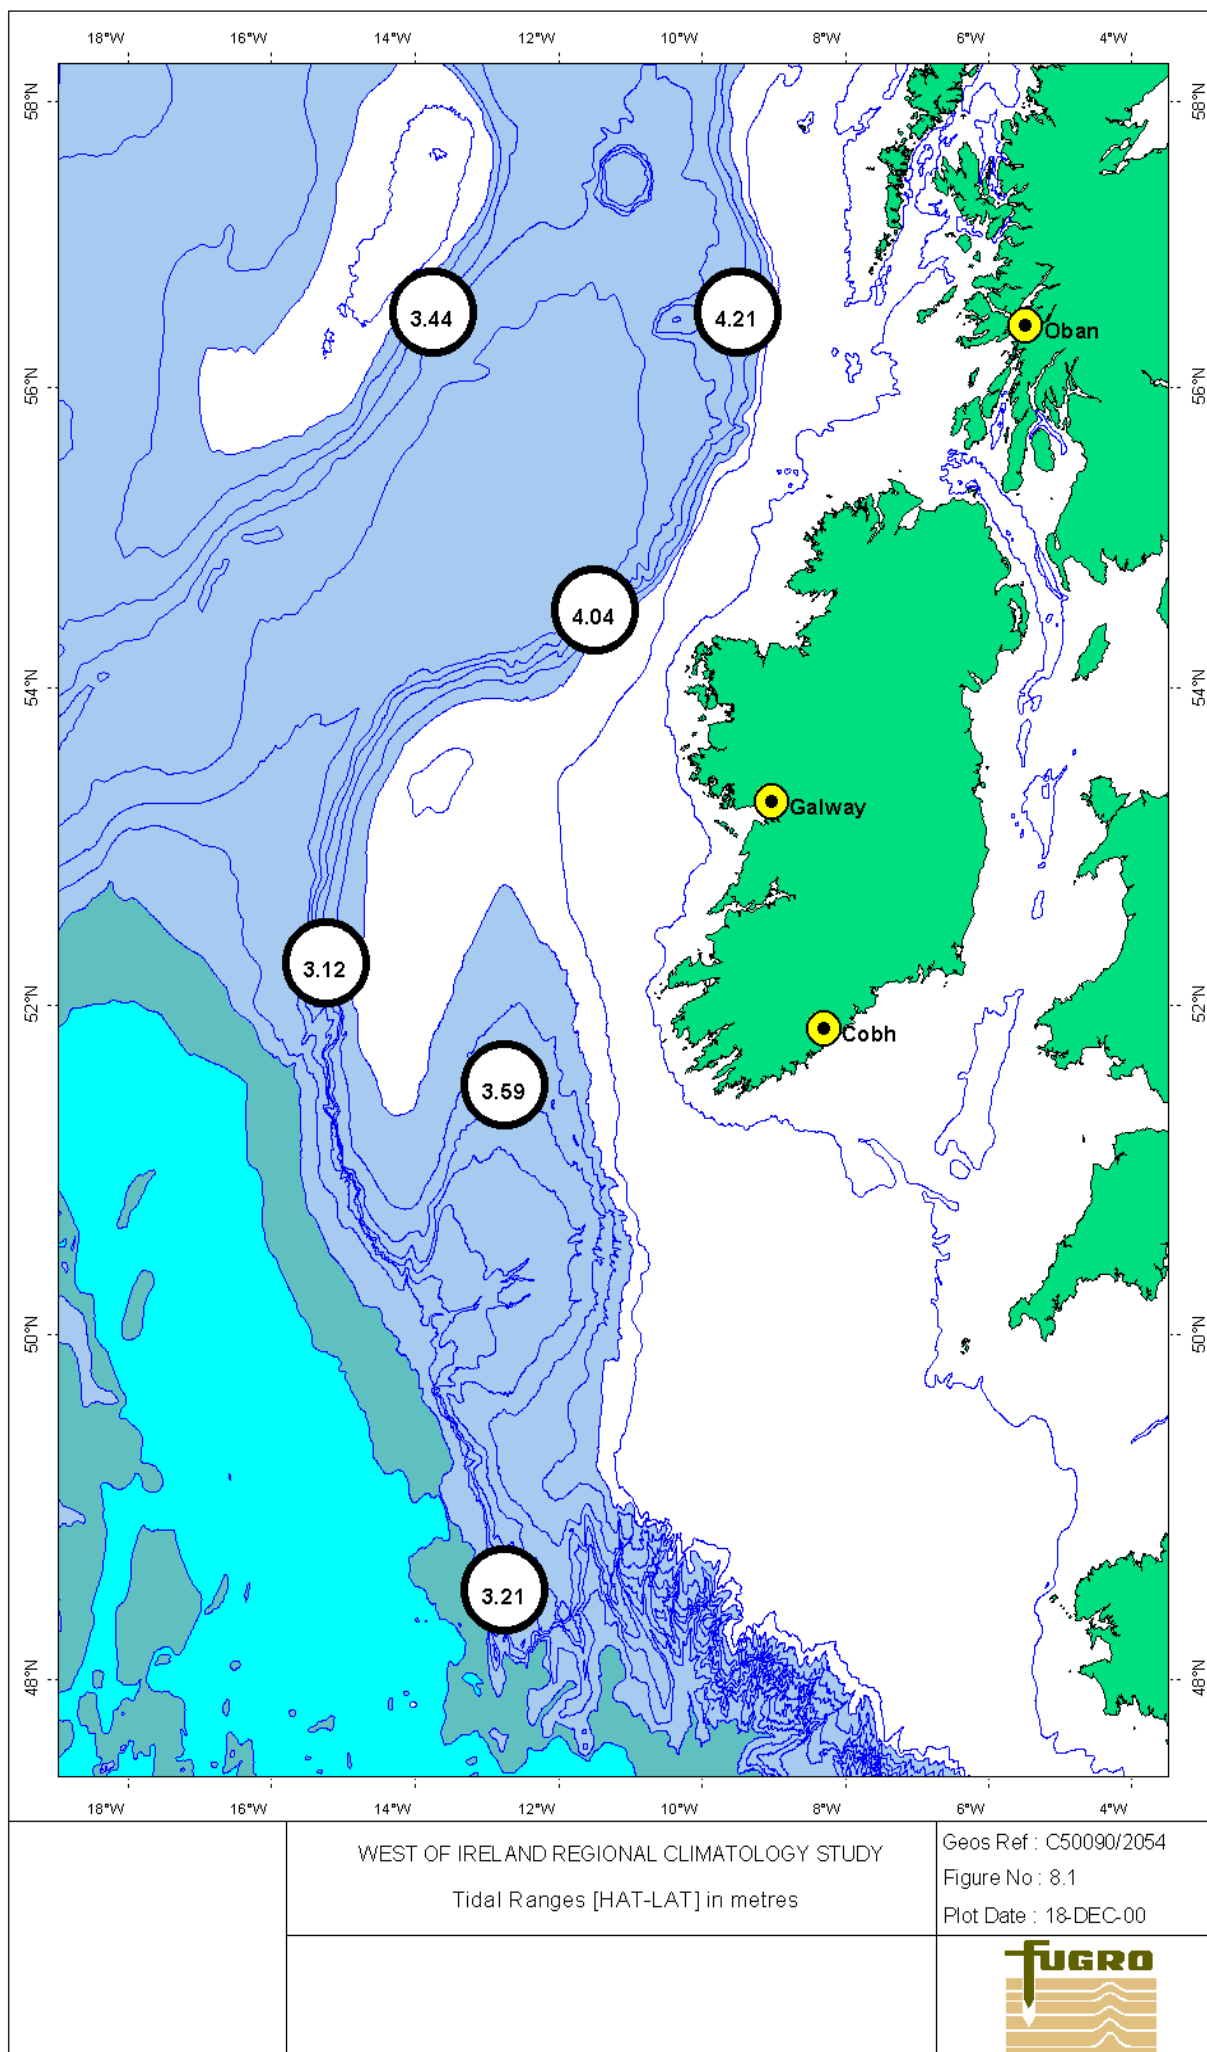 18°W 16°W 14°W 12°W 10°W 8°W 6°W 4°W
58°N 58°N
3.44 4.21 Oban
56°N 56°N
4.04
54°N 54°N
Galway
3.12
52°N 52°N
Cobh
3.59
50°N 50°N
3.21
48°N 48°N
18°W 16°W 14°W 12°W 10°W 8°W 6°W 4°W
WEST OF IRELAND REGIONAL CLIMATOLOGY STUDY
Tidal Ranges [HAT-LAT] in metres
Geos Ref : C50090/2054
Figure No : 8.1
Plot Date : 18-DEC-00
FUGRO